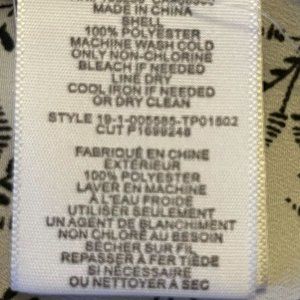 MADE IN CHINA
SHELL
100% POLYESTER
MACHINE WASH COLD
ONLY NON-CHLORINE
BLEACH IF NEEDED
LINE DRY
COOL IRON IF NEEDED
OR DRY CLEAN
STYLE 19-1-005585-TP01602
CUT P1699248
FABRIQUÉ EN CHINE
EXTÉRIEUR
100% POLYESTER
LAVER EN MACHINE
À L'EAU FROIDE
UTILISER SEULEMENT
UN AGENT DE BLANCHIMENT
NON CHLORÉ AU BESOIN
SÉCHER SUR FIL
REPASSER À FER TIÈDE
SI NÉCESSAIRE
OU NETTOYER À SEC